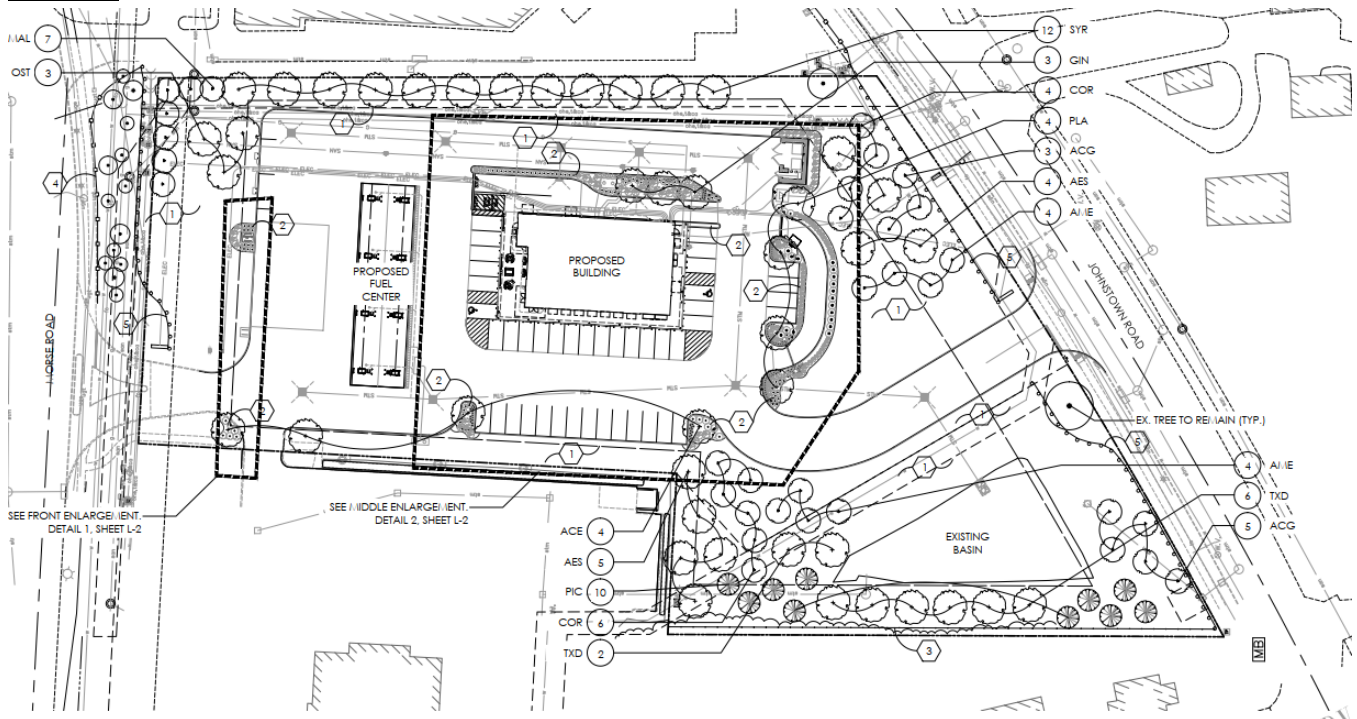 MAL 7
OST 3
12 SYR
3 GIN
4 COR
4 PLA
3 ACG
4 AES
4 AME
1
1
2
4
1
2
2
5
2
5
1
PROPOSED
FUEL
CENTER
PROPOSED
BUILDING
MORSE ROAD
JOHNSTOWN ROAD
2
2
1
1
EX. TREE TO REMAIN (TYP.)
5
1
SEE FRONT ENLARGEMENT,
DETAIL 1, SHEET L-2
SEE MIDDLE ENLARGEMENT,
DETAIL 2, SHEET L-2
4 AME
6 TXD
5 ACG
EXISTING
BASIN
ACE 4
AES 5
PIC 10
COR 6
TXD 2
3
MB